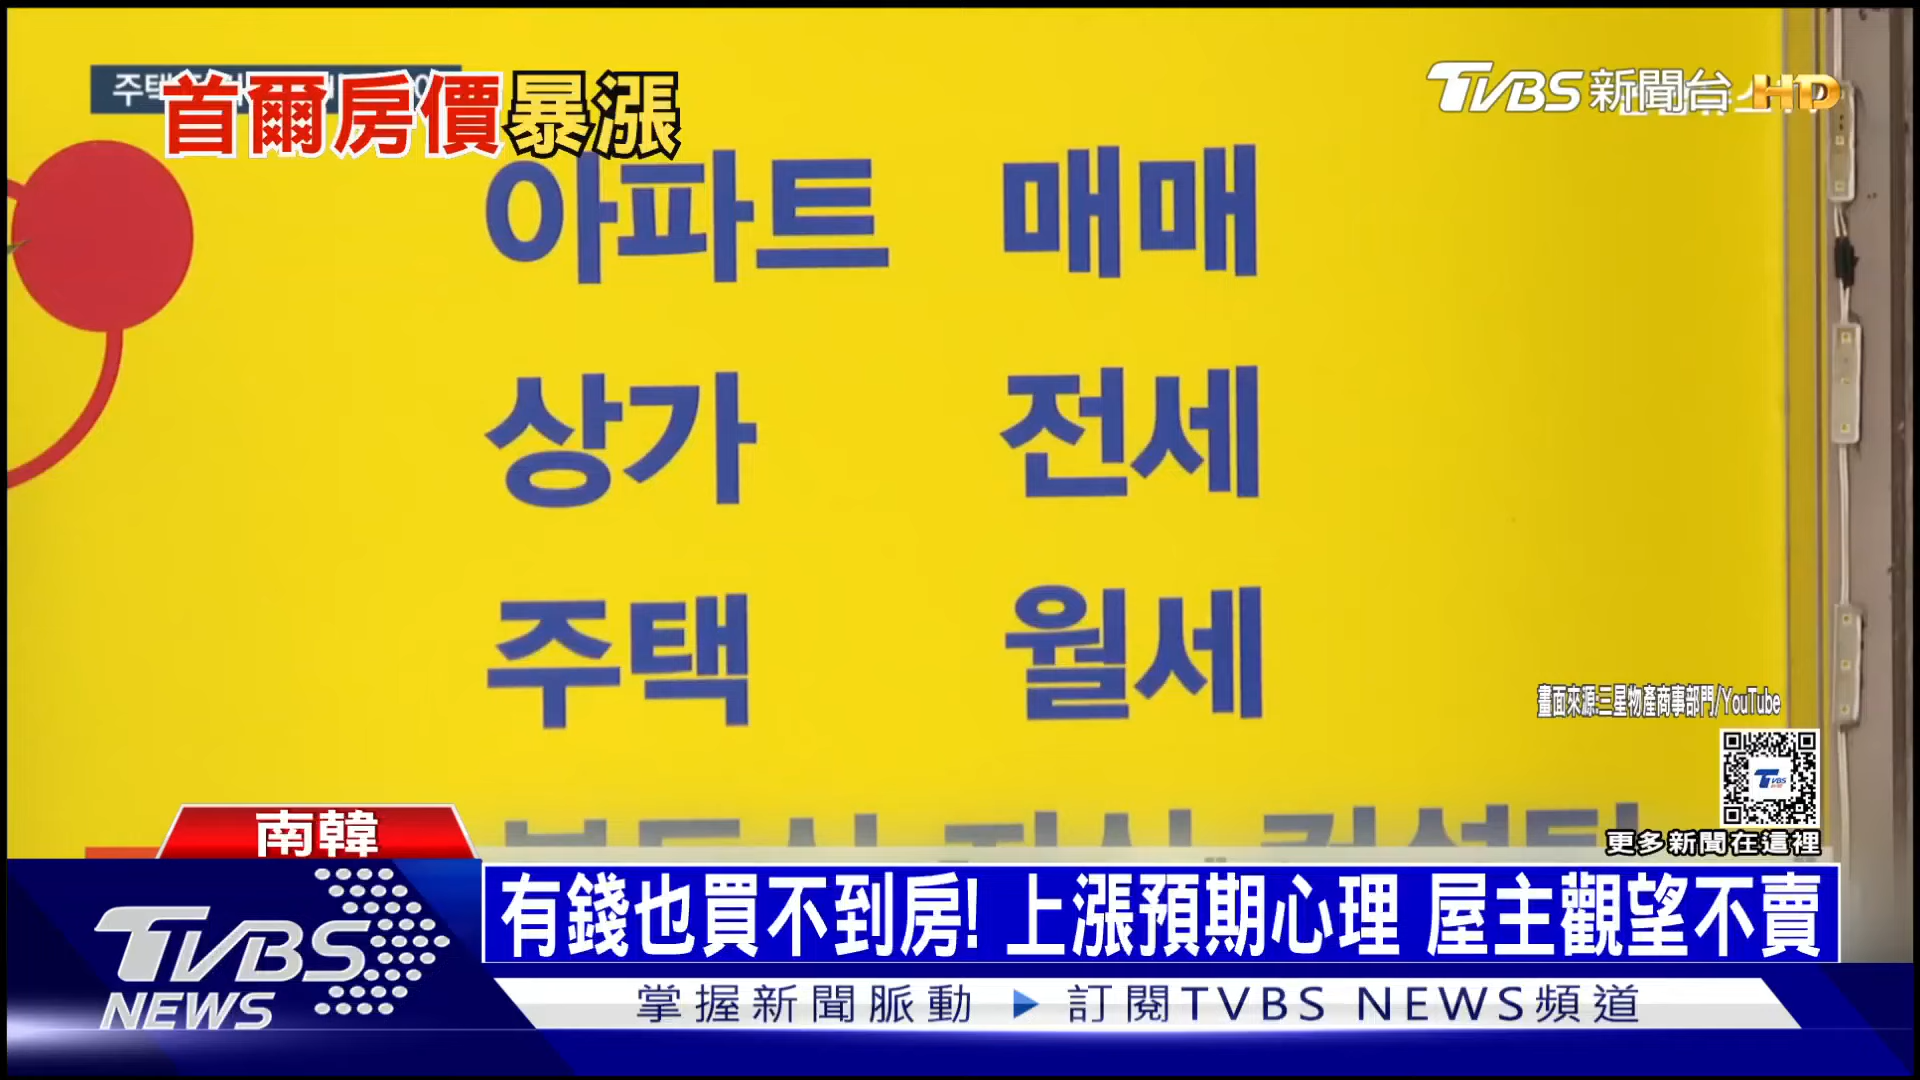 首爾房價暴漲
TVBS新聞台 HD
아파트 매매
상가 전세
주택 월세
畫面來源:三星物產商事部門/YouTube
TVBS
更多新聞在這裡
南韓
有錢也買不到房! 上漲預期心理 屋主觀望不賣
TVBS NEWS
掌握新聞脈動 ▶ 訂閱TVBS NEWS頻道